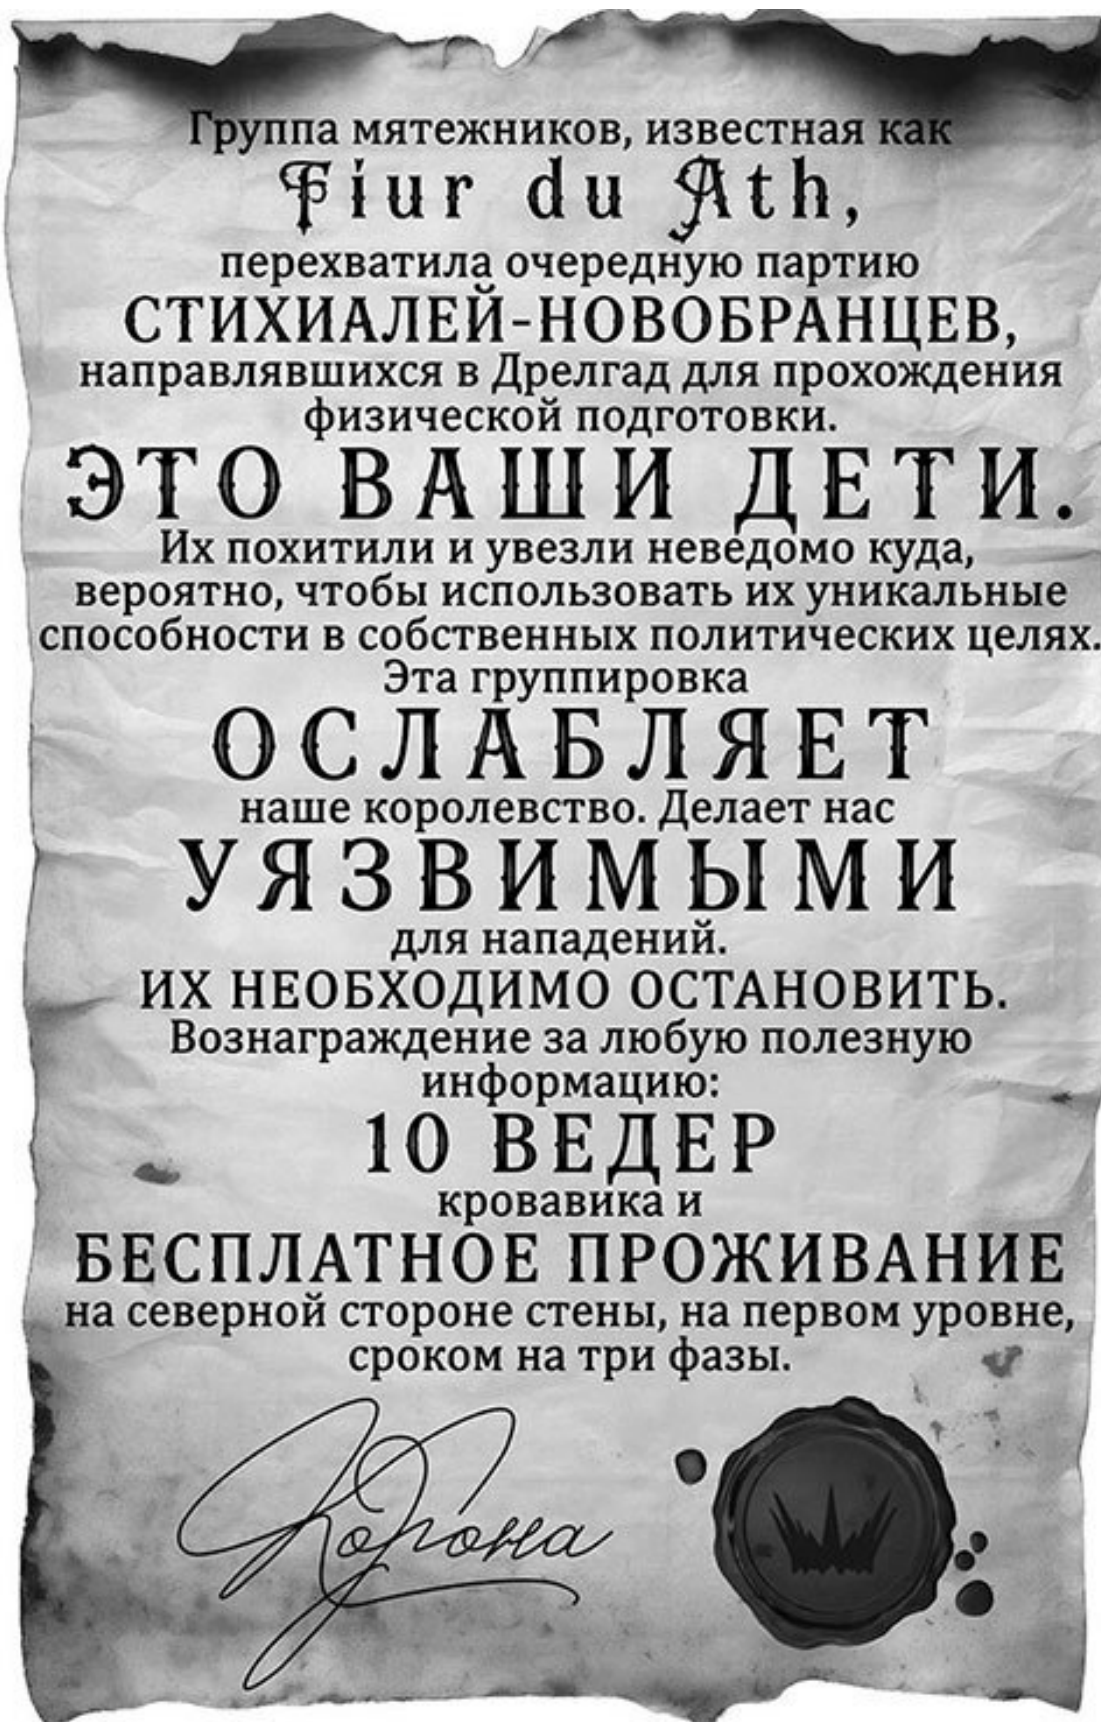 Группа мятежников, известная как
Fiur du Ath,
перехватила очередную партию
СТИХИАЛЕЙ-НОВОБРАНЦЕВ,
направлявшихся в Дрелгад для прохождения
физической подготовки.
ЭТО ВАШИ ДЕТИ.
Их похитили и увезли неведомо куда,
вероятно, чтобы использовать их уникальные
способности в собственных политических целях.
Эта группировка
ОСЛАБЛЯЕТ
наше королевство. Делает нас
УЯЗВИМЫМИ
для нападений.
ИХ НЕОБХОДИМО ОСТАНОВИТЬ.
Вознаграждение за любую полезную
информацию:
10 ВЕДЕР
кровавика и
БЕСПЛАТНОЕ ПРОЖИВАНИЕ
на северной стороне стены, на первом уровне,
сроком на три фазы.
Корона